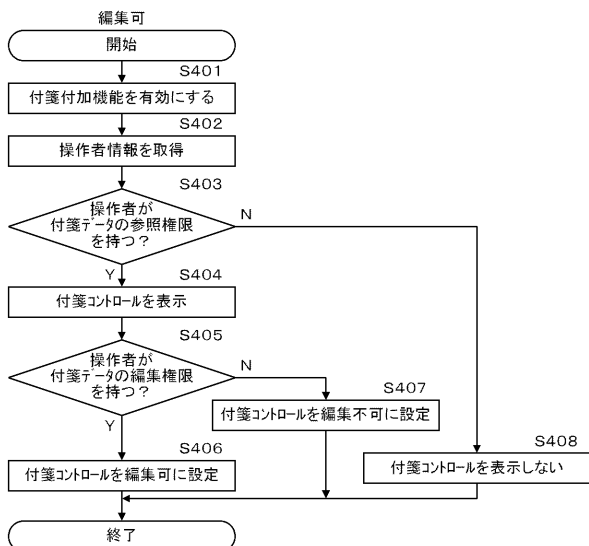 編集可
開始
S401
付箋付加機能を有効にする
S402
操作者情報を取得
S403
操作者が
付箋データの参照権限
を持つ？
N
Y
S404
付箋コントロールを表示
S405
操作者が
付箋データの編集権限
を持つ？
N
Y
S407
付箋コントロールを編集不可に設定
S406
付箋コントロールを編集可に設定
S408
付箋コントロールを表示しない
終了